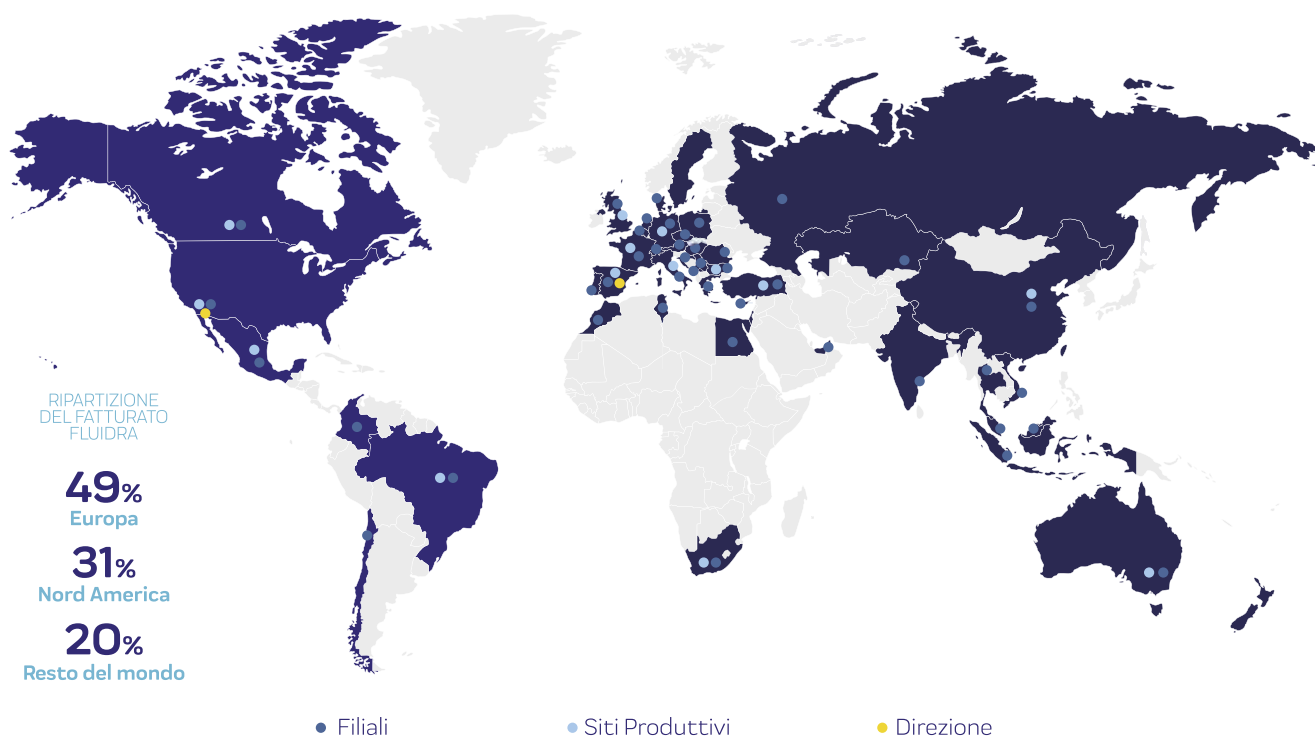 RIPARTIZIONE
DEL FATTURATO
FLUIDRA
49%
Europa
31%
Nord America
20%
Resto del mondo
Filiali
Siti Produttivi
Direzione